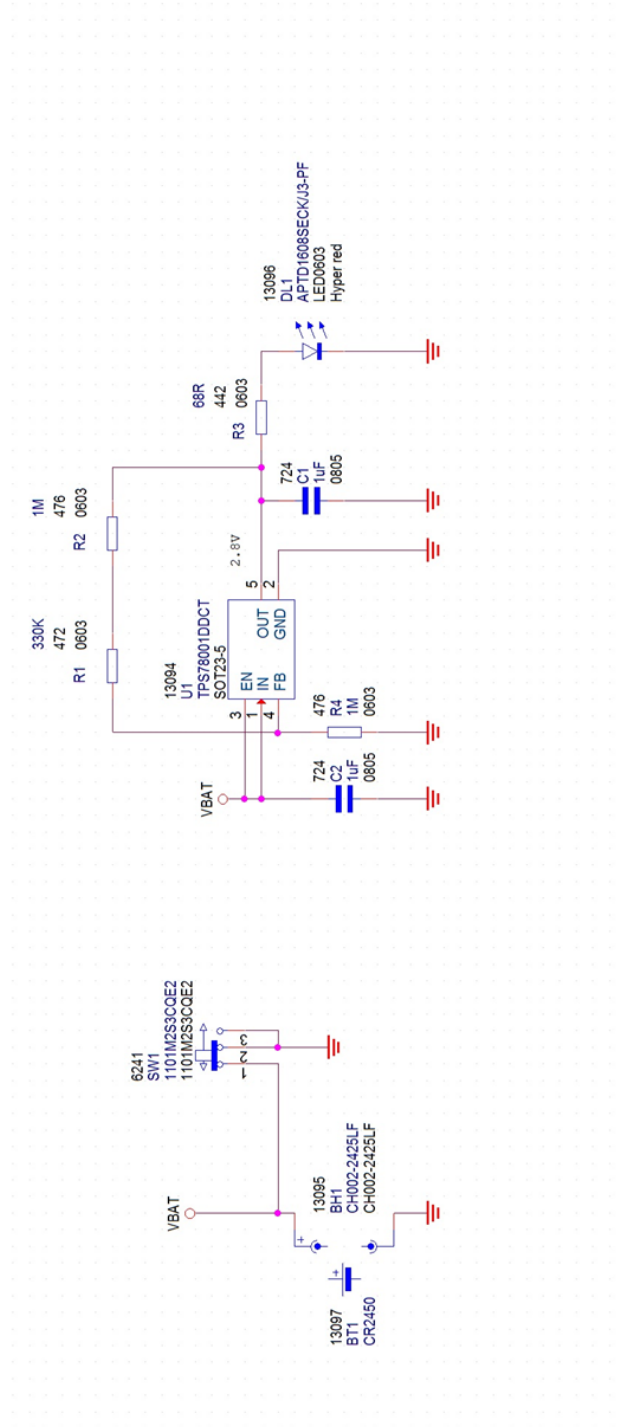 13097
BT1
CR2450
+
+
13095
BH1
CH002-2425LF
CH002-2425LF
VBAT
6241
SW1
1101M2S3CQE2
1101M2S3CQE2
1
2
3
VBAT
724
C2
1uF
0805
476
R4
1M
0603
13094
U1
TPS78001DDCT
SOT23-5
3
1
4
EN
IN
FB
OUT
GND
5
2
2.8V
330K
472
0603
R1
1M
476
0603
R2
724
C1
1uF
0805
68R
442
0603
R3
13096
DL1
APTD1608SECK/J3-PF
LED0603
Hyper red